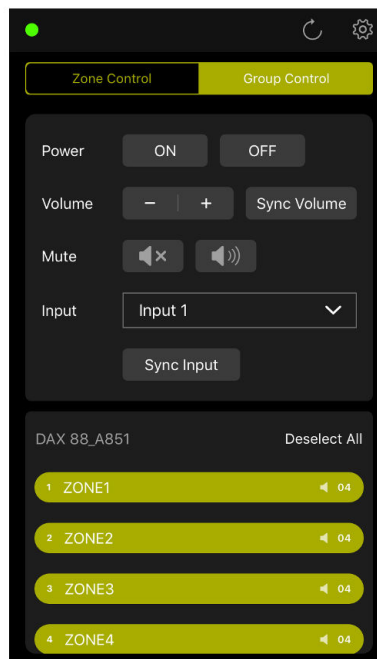 Zone Control Group Control
Power ON OFF
Volume − + Sync Volume
Mute
Input Input 1
Sync Input
DAX 88_A851 Deselect All
1 ZONE1 04
2 ZONE2 04
3 ZONE3 04
4 ZONE4 04